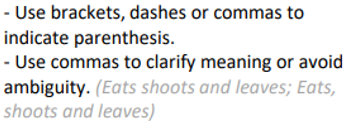 - Use brackets, dashes or commas to
indicate parenthesis.
- Use commas to clarify meaning or avoid
ambiguity. (Eats shoots and leaves; Eats,
shoots and leaves)